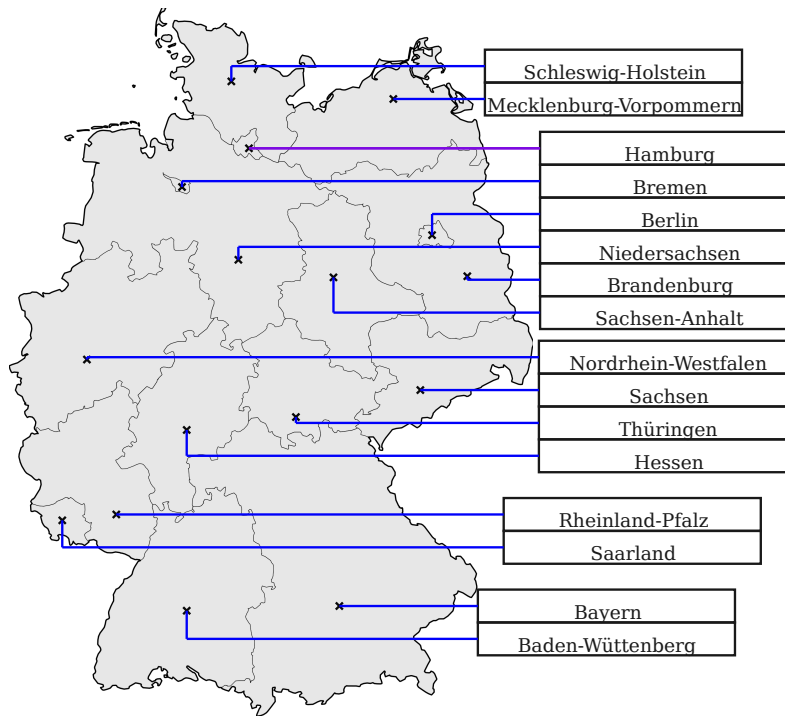 Schleswig-Holstein
Mecklenburg-Vorpommern
Hamburg
Bremen
Berlin
Niedersachsen
Brandenburg
Sachsen-Anhalt
Nordrhein-Westfalen
Sachsen
Thüringen
Hessen
Rheinland-Pfalz
Saarland
Bayern
Baden-Wüttenberg